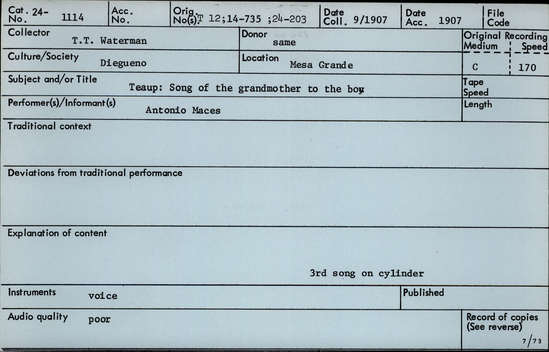 Cat. 24-
No. 1114
Acc.
No.
Orig.
No(s). T 12;14-735 ;24-203
Date
Coll. 9/1907
Date
Acc. 1907
File
Code
Collector
T.T. Waterman
Donor
same
Original Recording
Medium Speed
Culture/Society
Diegueno
Location
Mesa Grande
C 170
Subject and/or Title
Teaup: Song of the grandmother to the boy
Tape
Speed
Performer(s)/Informant(s)
Antonio Maces
Length
Traditional context
Deviations from traditional performance
Explanation of content
3rd song on cylinder
Instruments voice
Published
Audio quality poor
Record of copies
(See reverse)
7/73